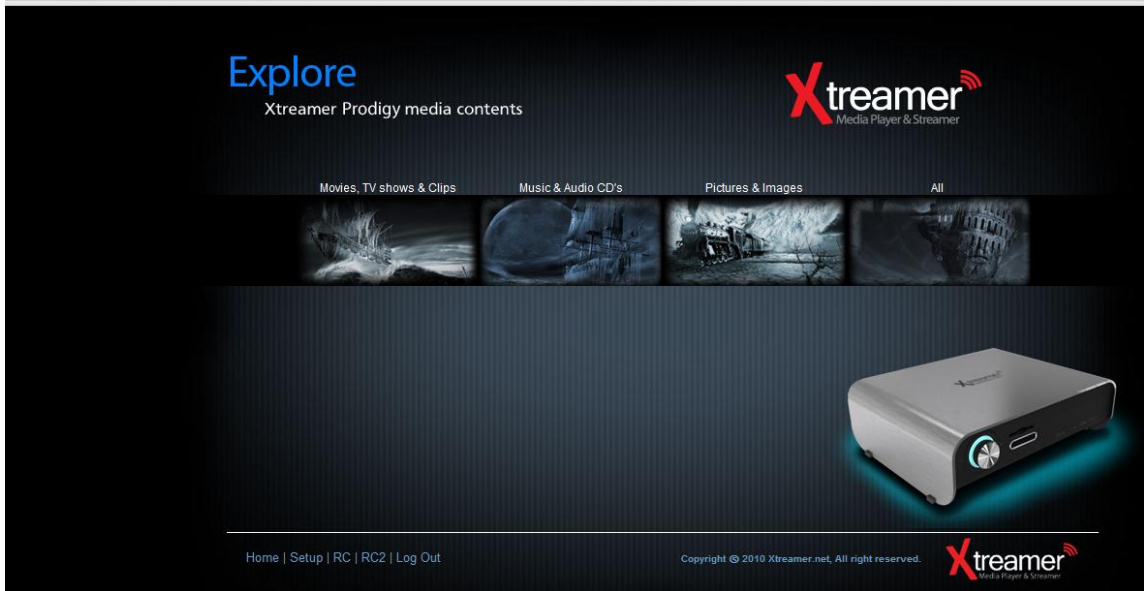 Explore
Xtreamer Prodigy media contents
Xtreamer
Media Player & Streamer
Movies, TV shows & Clips
Music & Audio CD's
Pictures & Images
All
Xtreamer
Home | Setup | RC | RC2 | Log Out
Copyright © 2010 Xtreamer.net, All right reserved.
Xtreamer
Media Player & Streamer